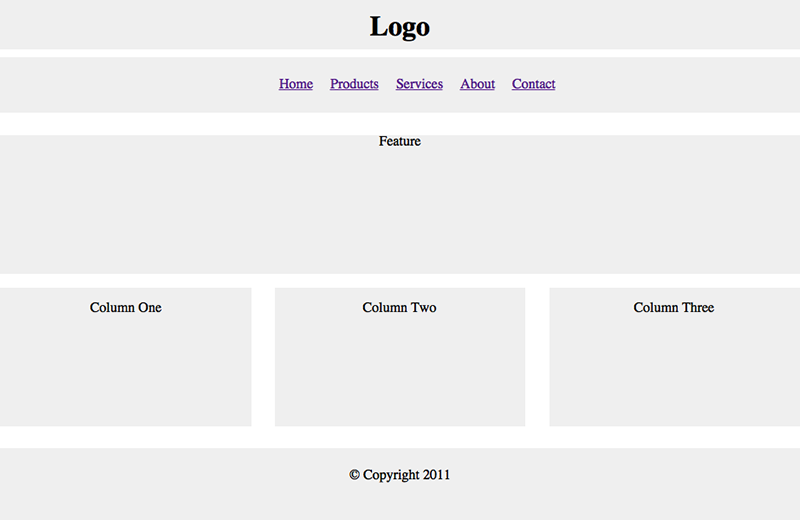 Logo
Home Products Services About Contact
Feature
Column One Column Two Column Three
© Copyright 2011